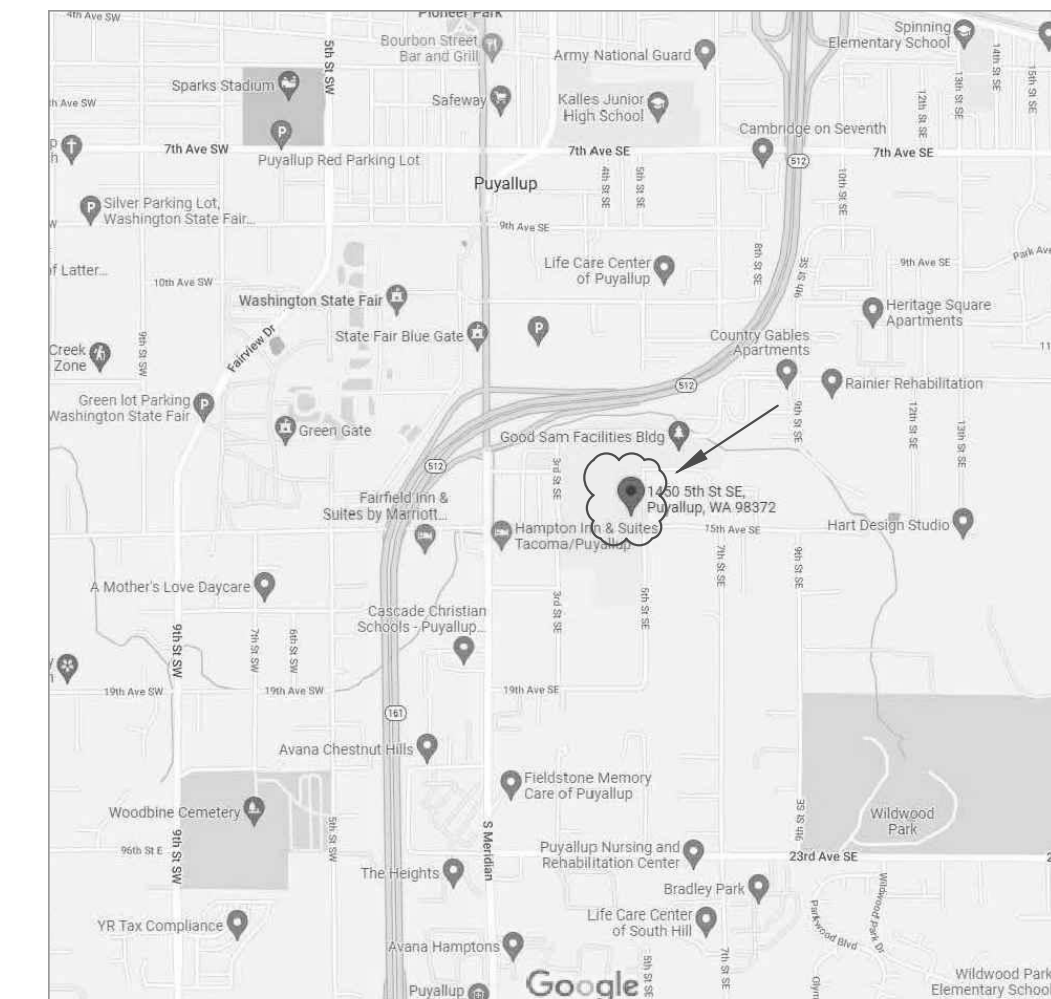 4th Ave SW
Pioneer Park
Spinning
Elementary School
5th St SW
Bourbon Street
Bar and Grill
Army National Guard
14th St SE
15th St SE
13th St SE
Sparks Stadium
Safeway
Kalles Junior
High School
12th St SE
h Ave SW
P
Cambridge on Seventh
7th Ave SW
Puyallup Red Parking Lot
7th Ave SE
512
7th Ave SE
p
h
4th St SE
5th St SE
10th St SE
Puyallup
P
Silver Parking Lot,
Washington State Fair...
W
9th Ave SE
8th St SE
9th St SE
9th Ave SE
Park Ave
of Latter...
10th Ave SW
Life Care Center
of Puyallup
Washington State Fair
Heritage Square
Apartments
State Fair Blue Gate
P
Country Gables
Apartments
9th St SW
Fairview Dr
Creek
Zone
11
512
Rainier Rehabilitation
Green lot Parking
Washington State Fair
P
9th St SE
12th St SE
13th St SE
Green Gate
Good Sam Facilities Bldg
512
3rd St SE
1450 5th St SE,
Puyallup, WA 98372
Fairfield Inn &
Suites by Marriott...
Hampton Inn & Suites
Tacoma/Puyallup
15th Ave SE
Hart Design Studio
7th St SE
9th St SE
A Mother's Love Daycare
3rd St SE
6th St SE
Cascade Christian
Schools - Puyallup...
9th St SW
7th St SW
6th St SW
y
n
19th Ave SW
19th Ave SW
19th Ave SE
161
Avana Chestnut Hills
Fieldstone Memory
Care of Puyallup
Woodbine Cemetery
9th St SE
Wildwood
Park
96th St E
9th St SW
5th St SW
S Meridian
Puyallup Nursing and
Rehabilitation Center
23rd Ave SE
2
The Heights
Bradley Park
Wildwood Park Dr
YR Tax Compliance
Life Care Center
of South Hill
Parkwood Blvd
Avana Hamptons
5th St SE
7th St SE
Olym
Google
Puyallup
Wildwood Park
Elementary School